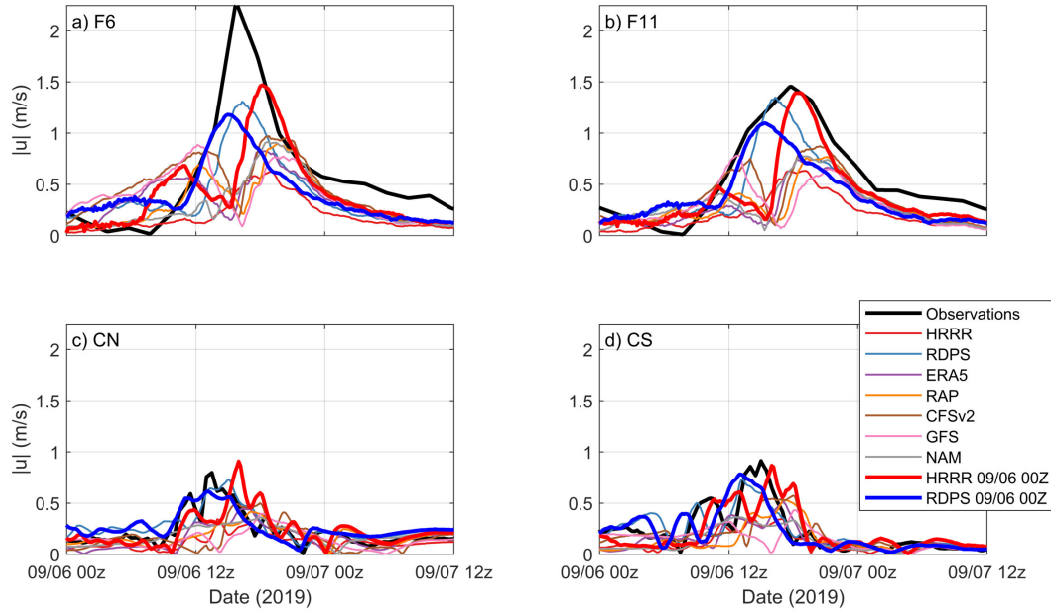 a) F6
b) F11
2
1.5
1
0.5
0
|u| (m/s)
2
1.5
1
0.5
0
|u| (m/s)
c) CN
d) CS
2
1.5
1
0.5
0
|u| (m/s)
2
1.5
1
0.5
0
Observations
HRRR
RDPS
ERA5
RAP
CFSv2
GFS
NAM
HRRR 09/06 00Z
RDPS 09/06 00Z
09/06 00z
09/06 12z
09/07 00z
09/07 12z
09/06 00z
09/06 12z
09/07 00z
09/07 12z
Date (2019)
Date (2019)